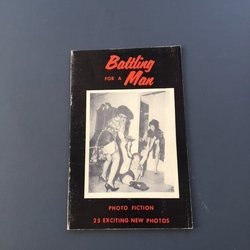 Battling
FOR A
Man
PHOTO FICTION
25 EXCITING NEW PHOTOS